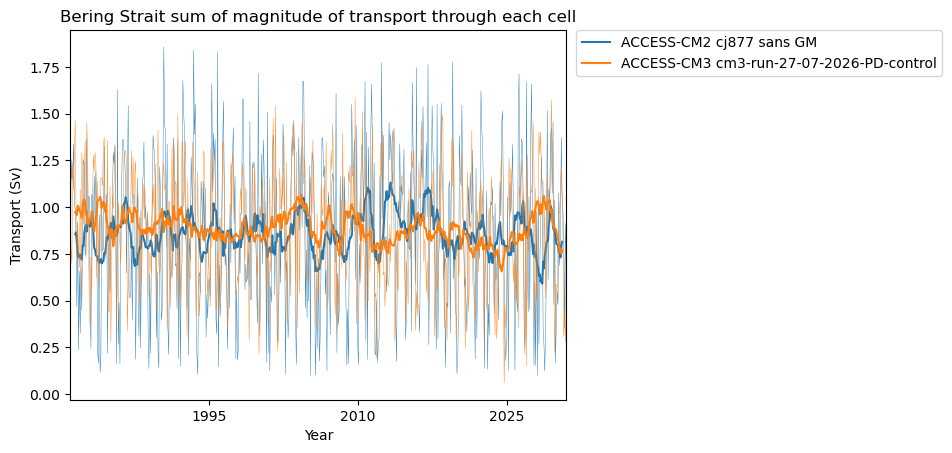 Bering Strait sum of magnitude of transport through each cell
ACCESS-CM2 cj877 sans GM
ACCESS-CM3 cm3-run-27-07-2026-PD-control
Transport (Sv)
1.75
1.50
1.25
1.00
0.75
0.50
0.25
0.00
1995
2010
2025
Year